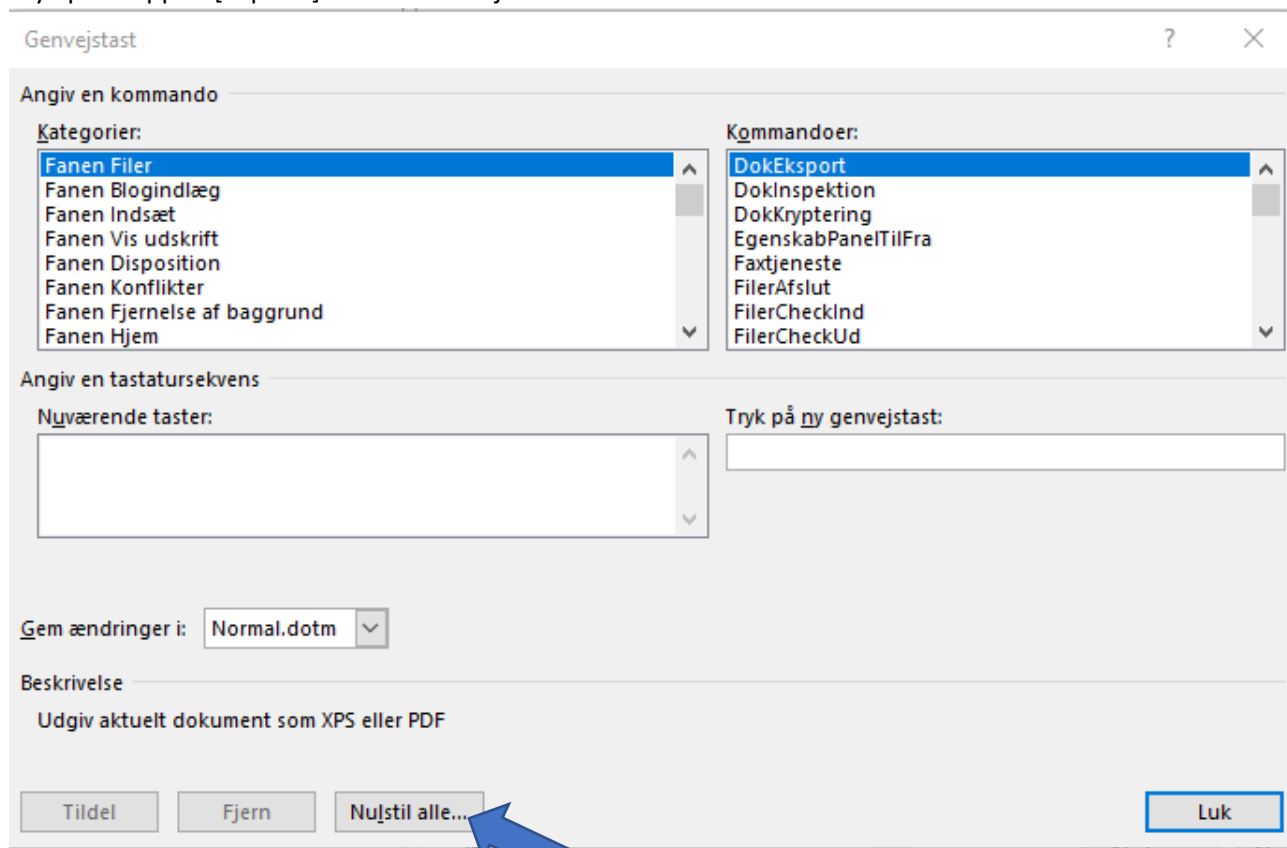 Genvejstast ?
Angiv en kommando
Kategorier: Kommandoer:
Fanen Filer
Fanen Blogindlæg
Fanen Indsæt
Fanen Vis udskrift
Fanen Disposition
Fanen Konflikter
Fanen Fjernelse af baggrund
Fanen Hjem
DokEksport
DokInspektion
DokKryptering
EgenskabPanelTilFra
Faxtjeneste
FilerAfslut
FilerCheckInd
FilerCheckUd
Angiv en tastatursekvens
Nuværende taster: Tryk på ny genvejstast:
Gem ændringer i: Normal.dotm
Beskrivelse
Udgiv aktuelt dokument som XPS eller PDF
Tildel Fjern Nulstil alle... Luk